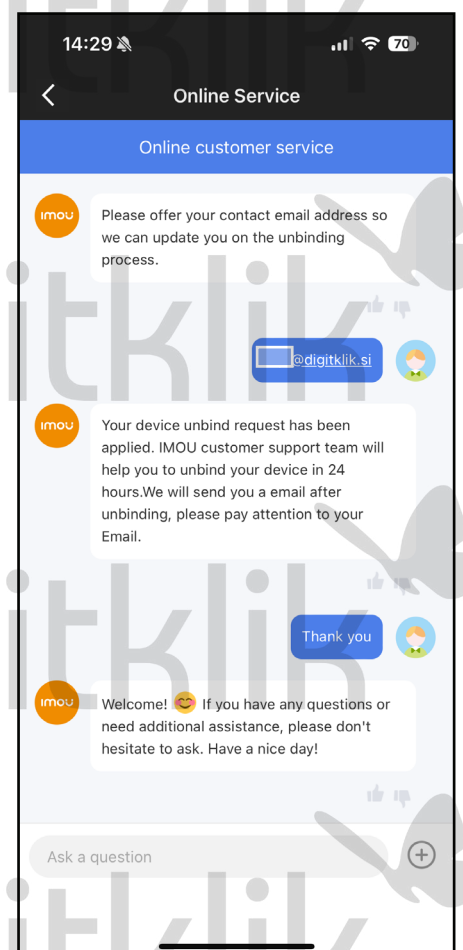 14:29
70
Online Service
Online customer service
imou
Please offer your contact email address so
we can update you on the unbinding
process.
@digitklik.si
imou
Your device unbind request has been
applied. IMOU customer support team will
help you to unbind your device in 24
hours.We will send you a email after
unbinding, please pay attention to your
Email.
Thank you
imou
Welcome! 😊 If you have any questions or
need additional assistance, please don't
hesitate to ask. Have a nice day!
Ask a question
itklik
itklik
itklik